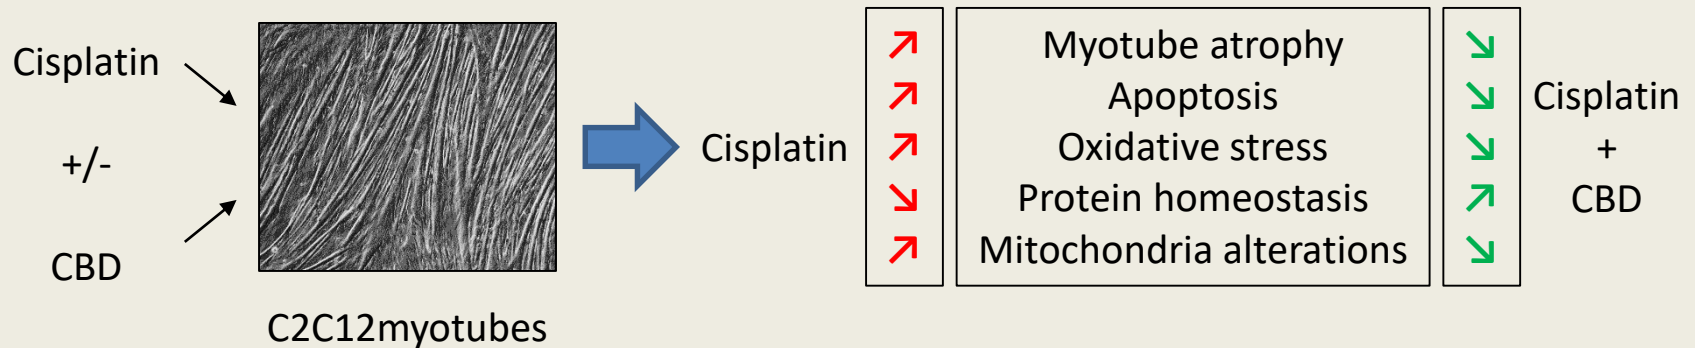 Cisplatin
+/-
CBD
C2C12myotubes
Cisplatin
Myotube atrophy
Apoptosis
Oxidative stress
Protein homeostasis
Mitochondria alterations
Cisplatin
+
CBD